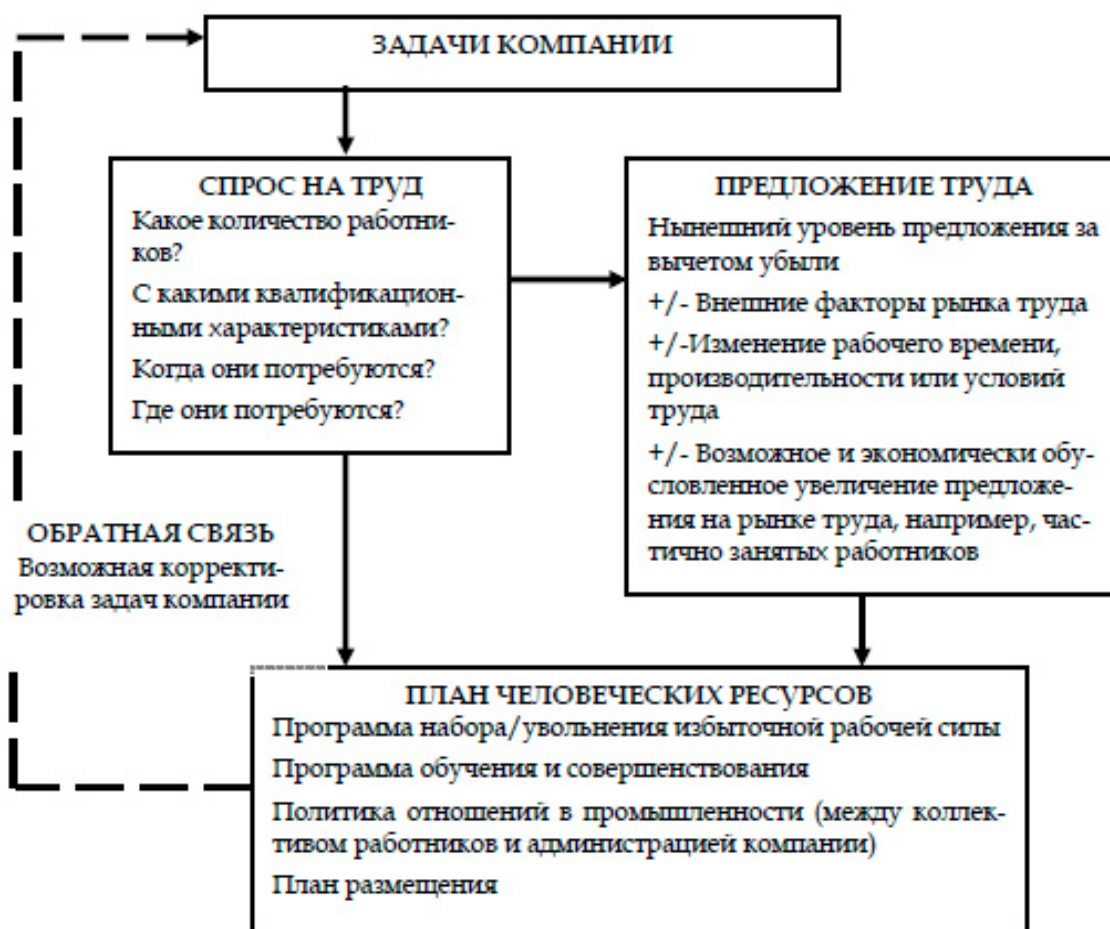 ЗАДАЧИ КОМПАНИИ
СПРОС НА ТРУД
Какое количество работни-
ков?
С какими квалификацион-
ными характеристиками?
Когда они потребуются?
Где они потребуются?
ПРЕДЛОЖЕНИЕ ТРУДА
Нынешний уровень предложения за
вычетом убыли
+/- Внешние факторы рынка труда
+/-Изменение рабочего времени,
производительности или условий
труда
+/- Возможное и экономически обу-
словленное увеличение предложе-
ния на рынке труда, например, час-
тично занятых работников
ОБРАТНАЯ СВЯЗЬ
Возможная корректи-
ровка задач компании
ПЛАН ЧЕЛОВЕЧЕСКИХ РЕСУРСОВ
Программа набора/увольнения избыточной рабочей силы
Программа обучения и совершенствования
Политика отношений в промышленности (между коллек-
тивом работников и администрацией компании)
План размещения